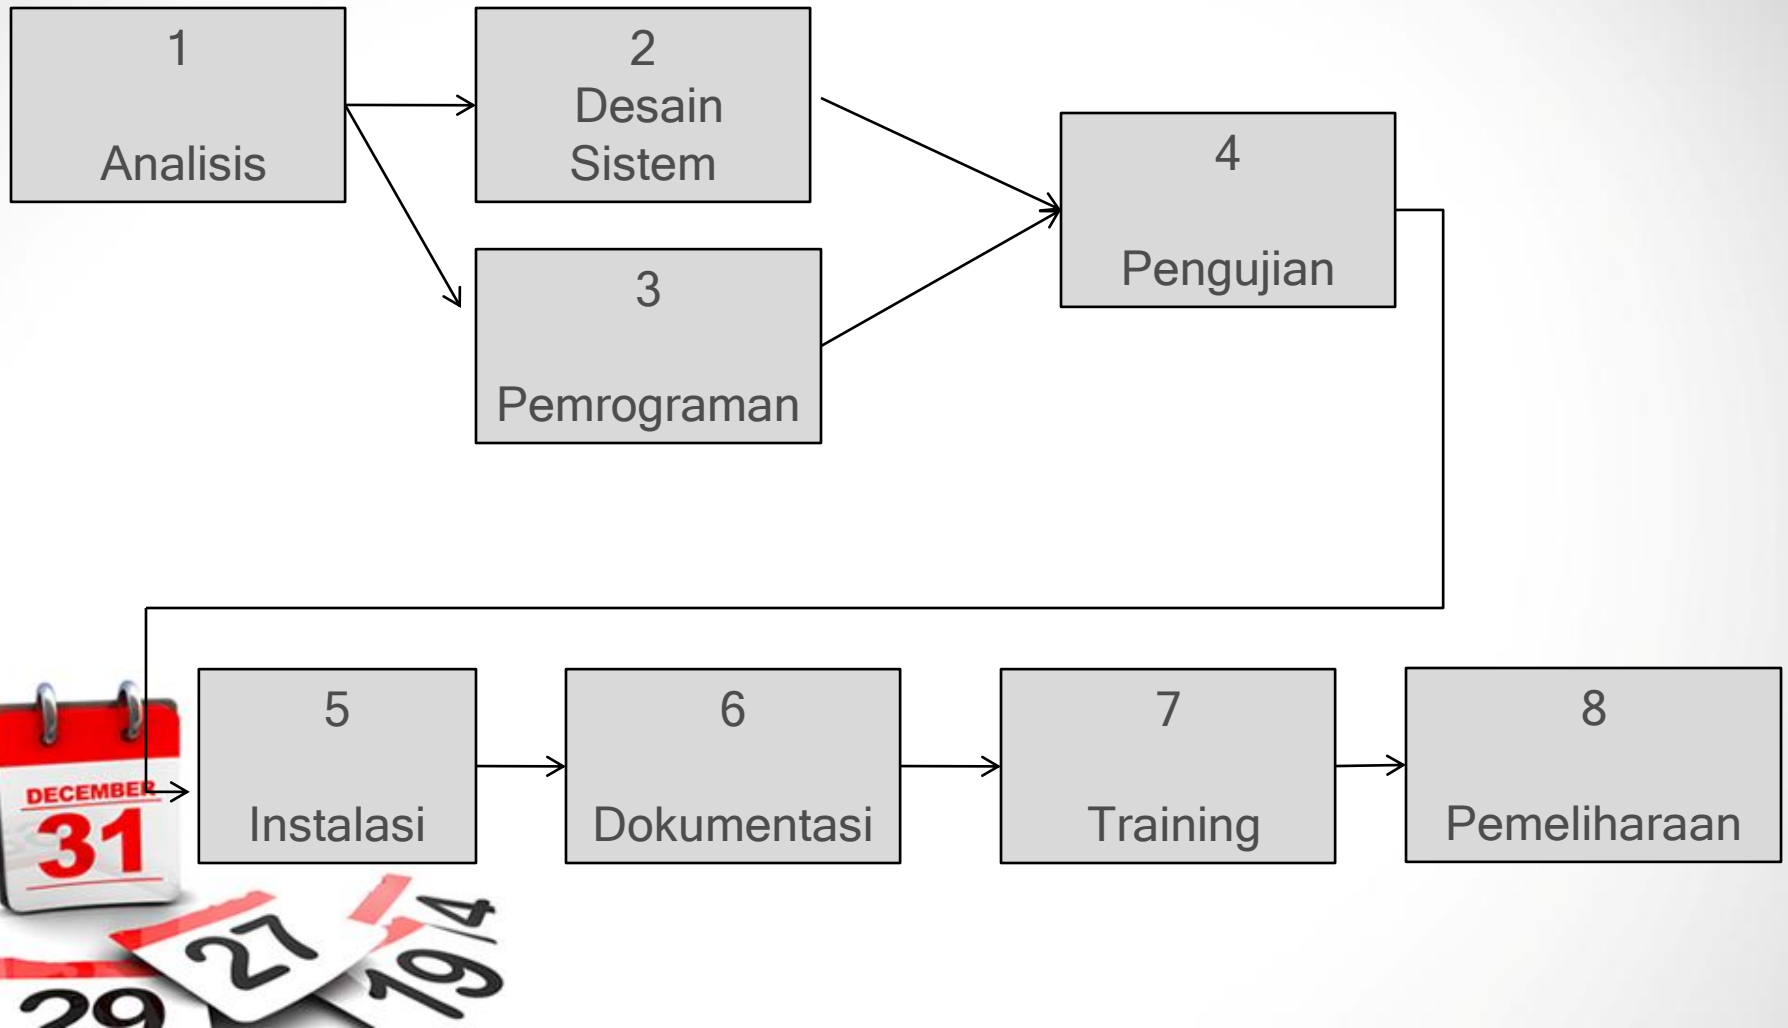 1
Analisis
2
Desain
Sistem
3
Pemrograman
4
Pengujian
5
Instalasi
6
Dokumentasi
7
Training
8
Pemeliharaan
DECEMBER
31
27
19
4
29